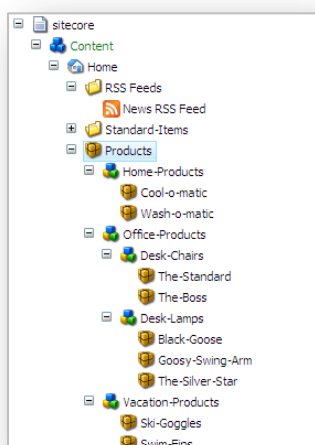 sitecore
Content
Home
RSS Feeds
News RSS Feed
Standard-Items
Products
Home-Products
Cool-o-matic
Wash-o-matic
Office-Products
Desk-Chairs
The-Standard
The-Boss
Desk-Lamps
Black-Goose
Goosy-Swing-Arm
The-Silver-Star
Vacation-Products
Ski-Goggles
Swim-Fins